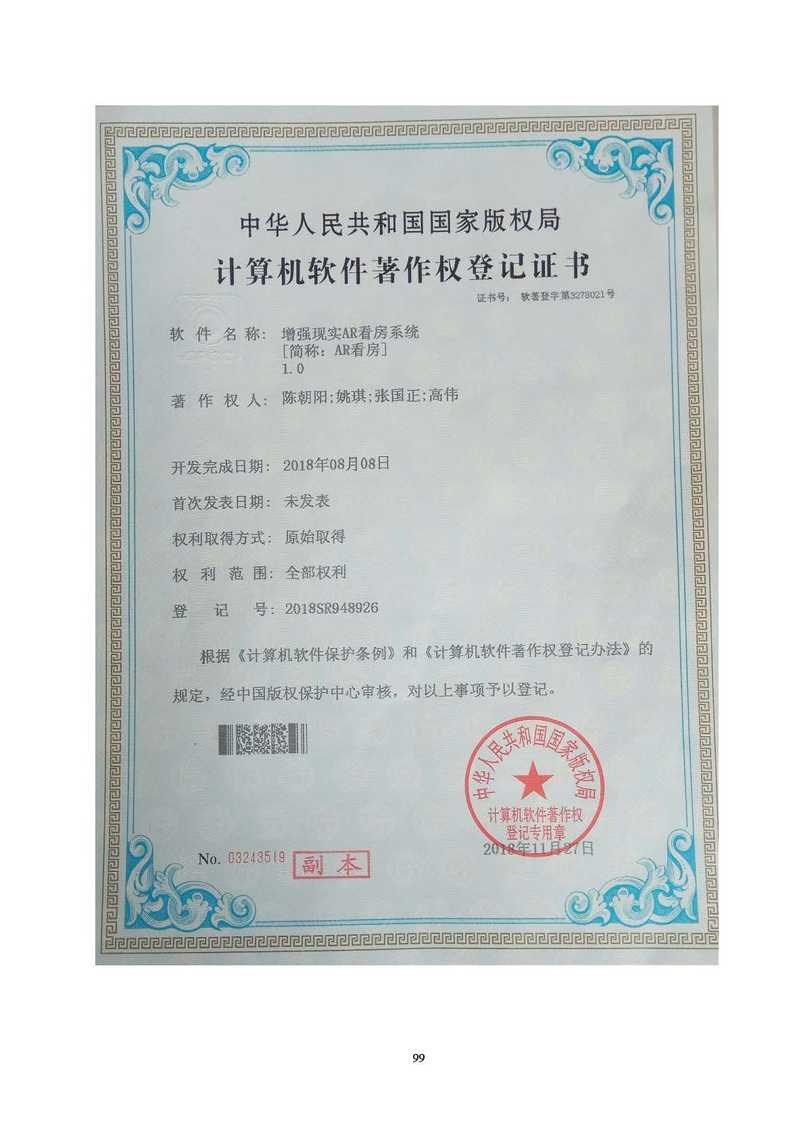 中华人民共和国国家版权局
计算机软件著作权登记证书
证书号： 软著登字第3278021号
软件名称： 增强现实AR看房系统
[简称：AR看房]
1.0
著作权人： 陈朝阳;姚琪;张国正;高伟
开发完成日期： 2018年08月08日
首次发表日期： 未发表
权利取得方式： 原始取得
权利范围： 全部权利
登记号： 2018SR948926
根据《计算机软件保护条例》和《计算机软件著作权登记办法》的
规定，经中国版权保护中心审核，对以上事项予以登记。
中华人民共和国国家版权局
计算机软件著作权
登记专用章
2018年11月27日
No. 03243519
副本
99